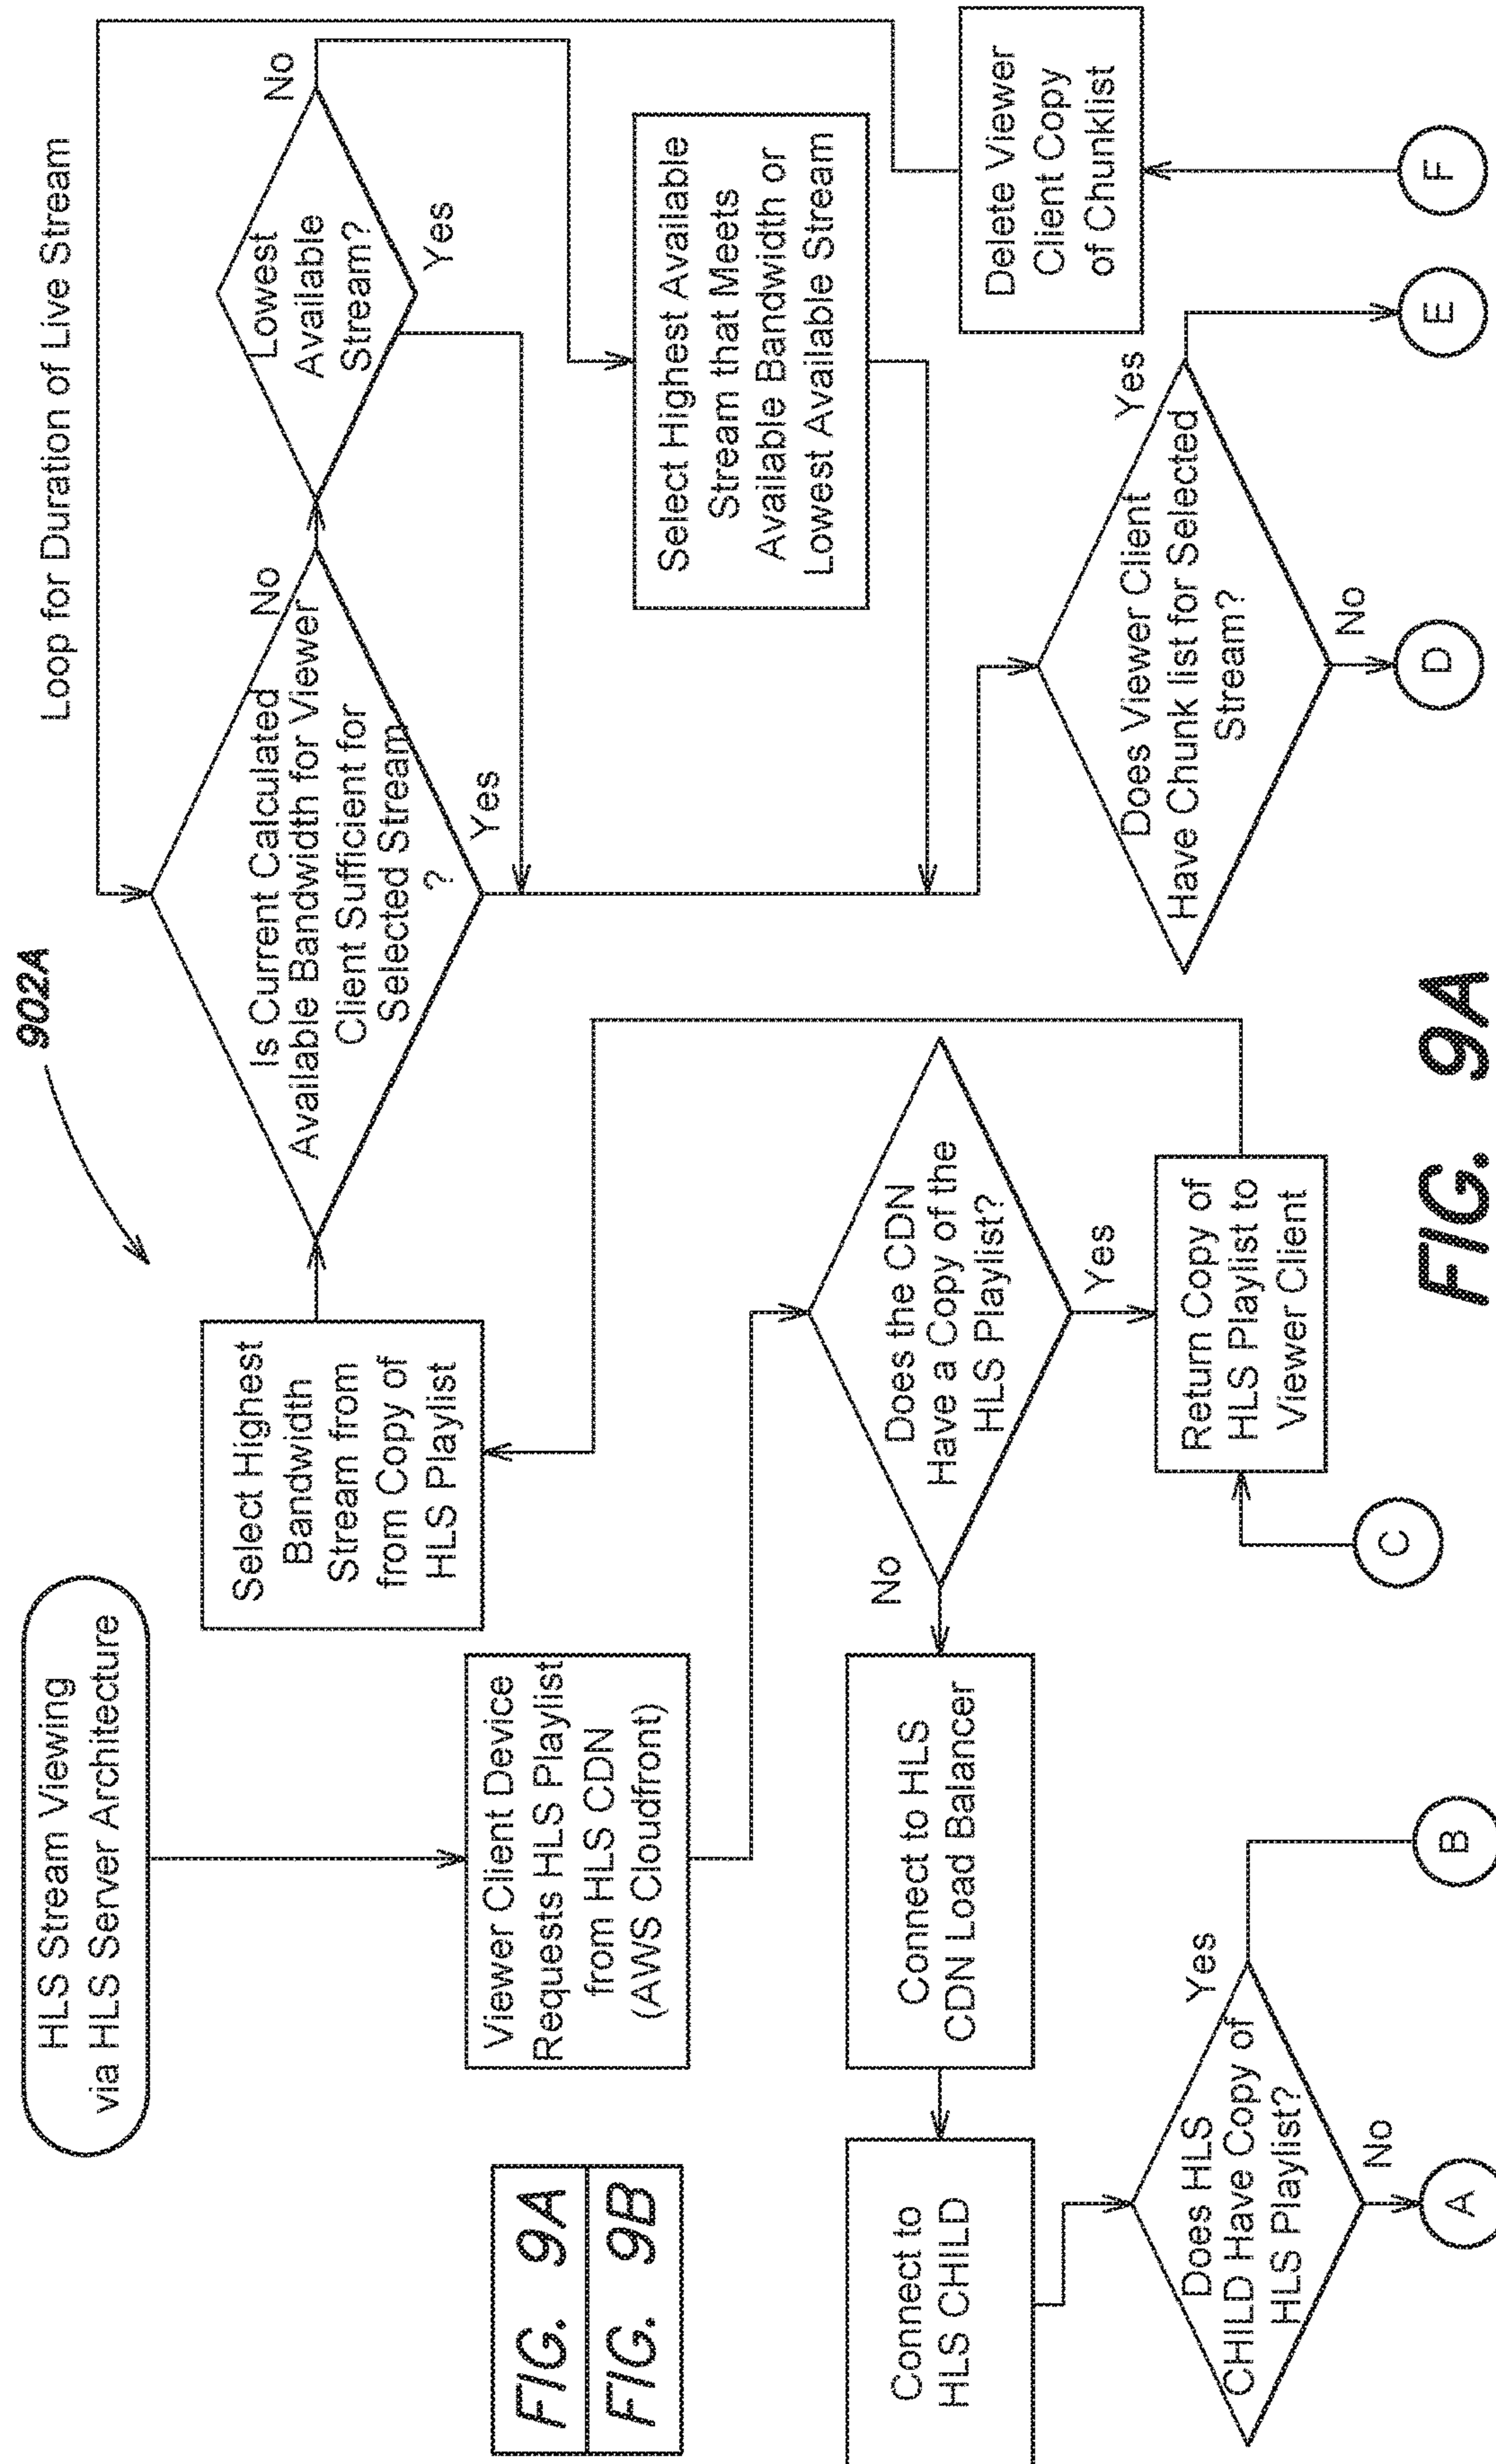 HLS Stream Viewing
via HLS Server Architecture
902A
Loop for Duration of Live Stream
Select Highest
Bandwidth
Stream from
from Copy of
HLS Playlist
Is Current Calculated
Available Bandwidth for Viewer
Client Sufficient for
Selected Stream
?
No
Yes
Lowest
Available
Stream?
No
Yes
Viewer Client Device
Requests HLS Playlist
from HLS CDN
(AWS Cloudfront)
Select Highest Available
Stream that Meets
Available Bandwidth or
Lowest Available Stream
FIG. 9A
FIG. 9B
Connect to
HLS CHILD
Connect to HLS
CDN Load Balancer
No
Does the CDN
Have a Copy of the
HLS Playlist?
Yes
Delete Viewer
Client Copy
of Chunklist
Does HLS
CHILD Have Copy of
HLS Playlist?
Yes
No
Return Copy of
HLS Playlist to
Viewer Client
Does Viewer Client
Have Chunk list for Selected
Stream?
Yes
No
A
B
C
D
E
F
FIG. 9A